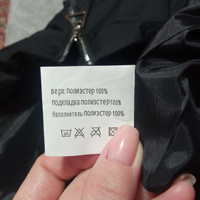 верх: полиэстер 100%
подкладка полиэстер100%
наполнитель: полиэстер 100%